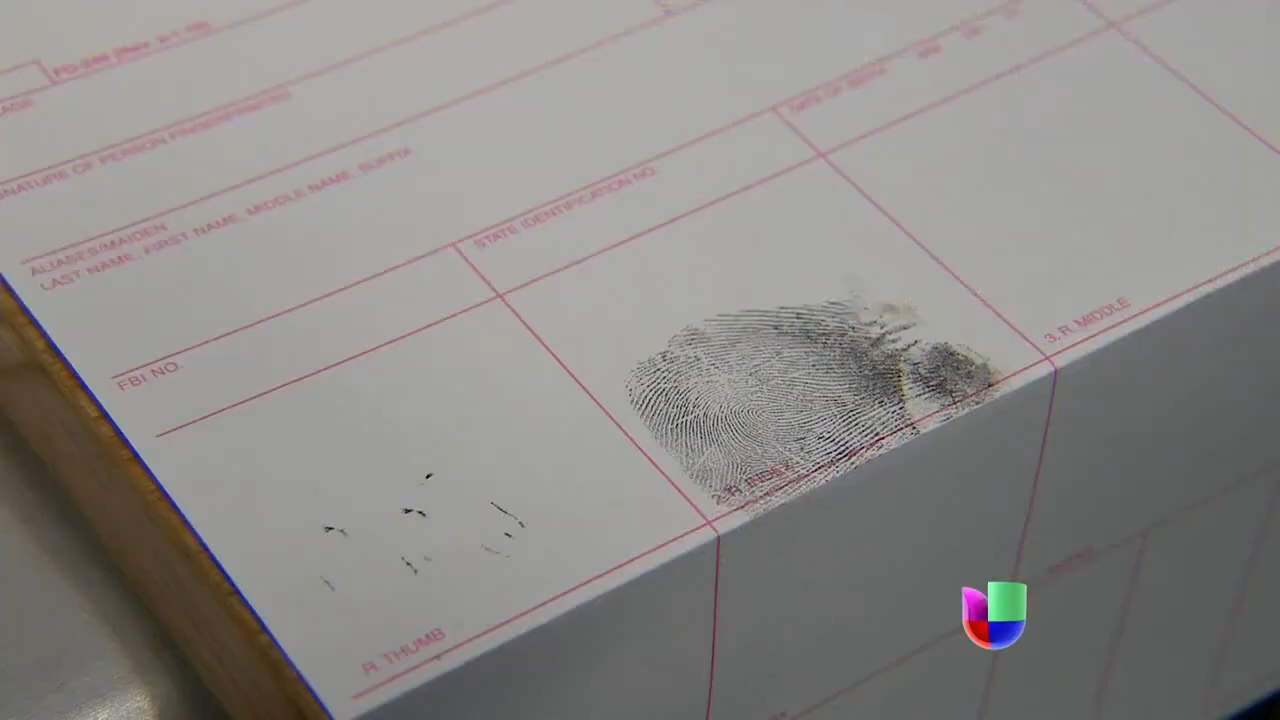 SIGNATURE OF PERSON FINGERPRINTED
ALIASES/MAIDEN
LAST NAME, FIRST NAME, MIDDLE NAME, SUFFIX
FBI NO.
STATE IDENTIFICATION NO.
DATE OF BIRTH
R. THUMB
2. R. INDEX
3. R. MIDDLE